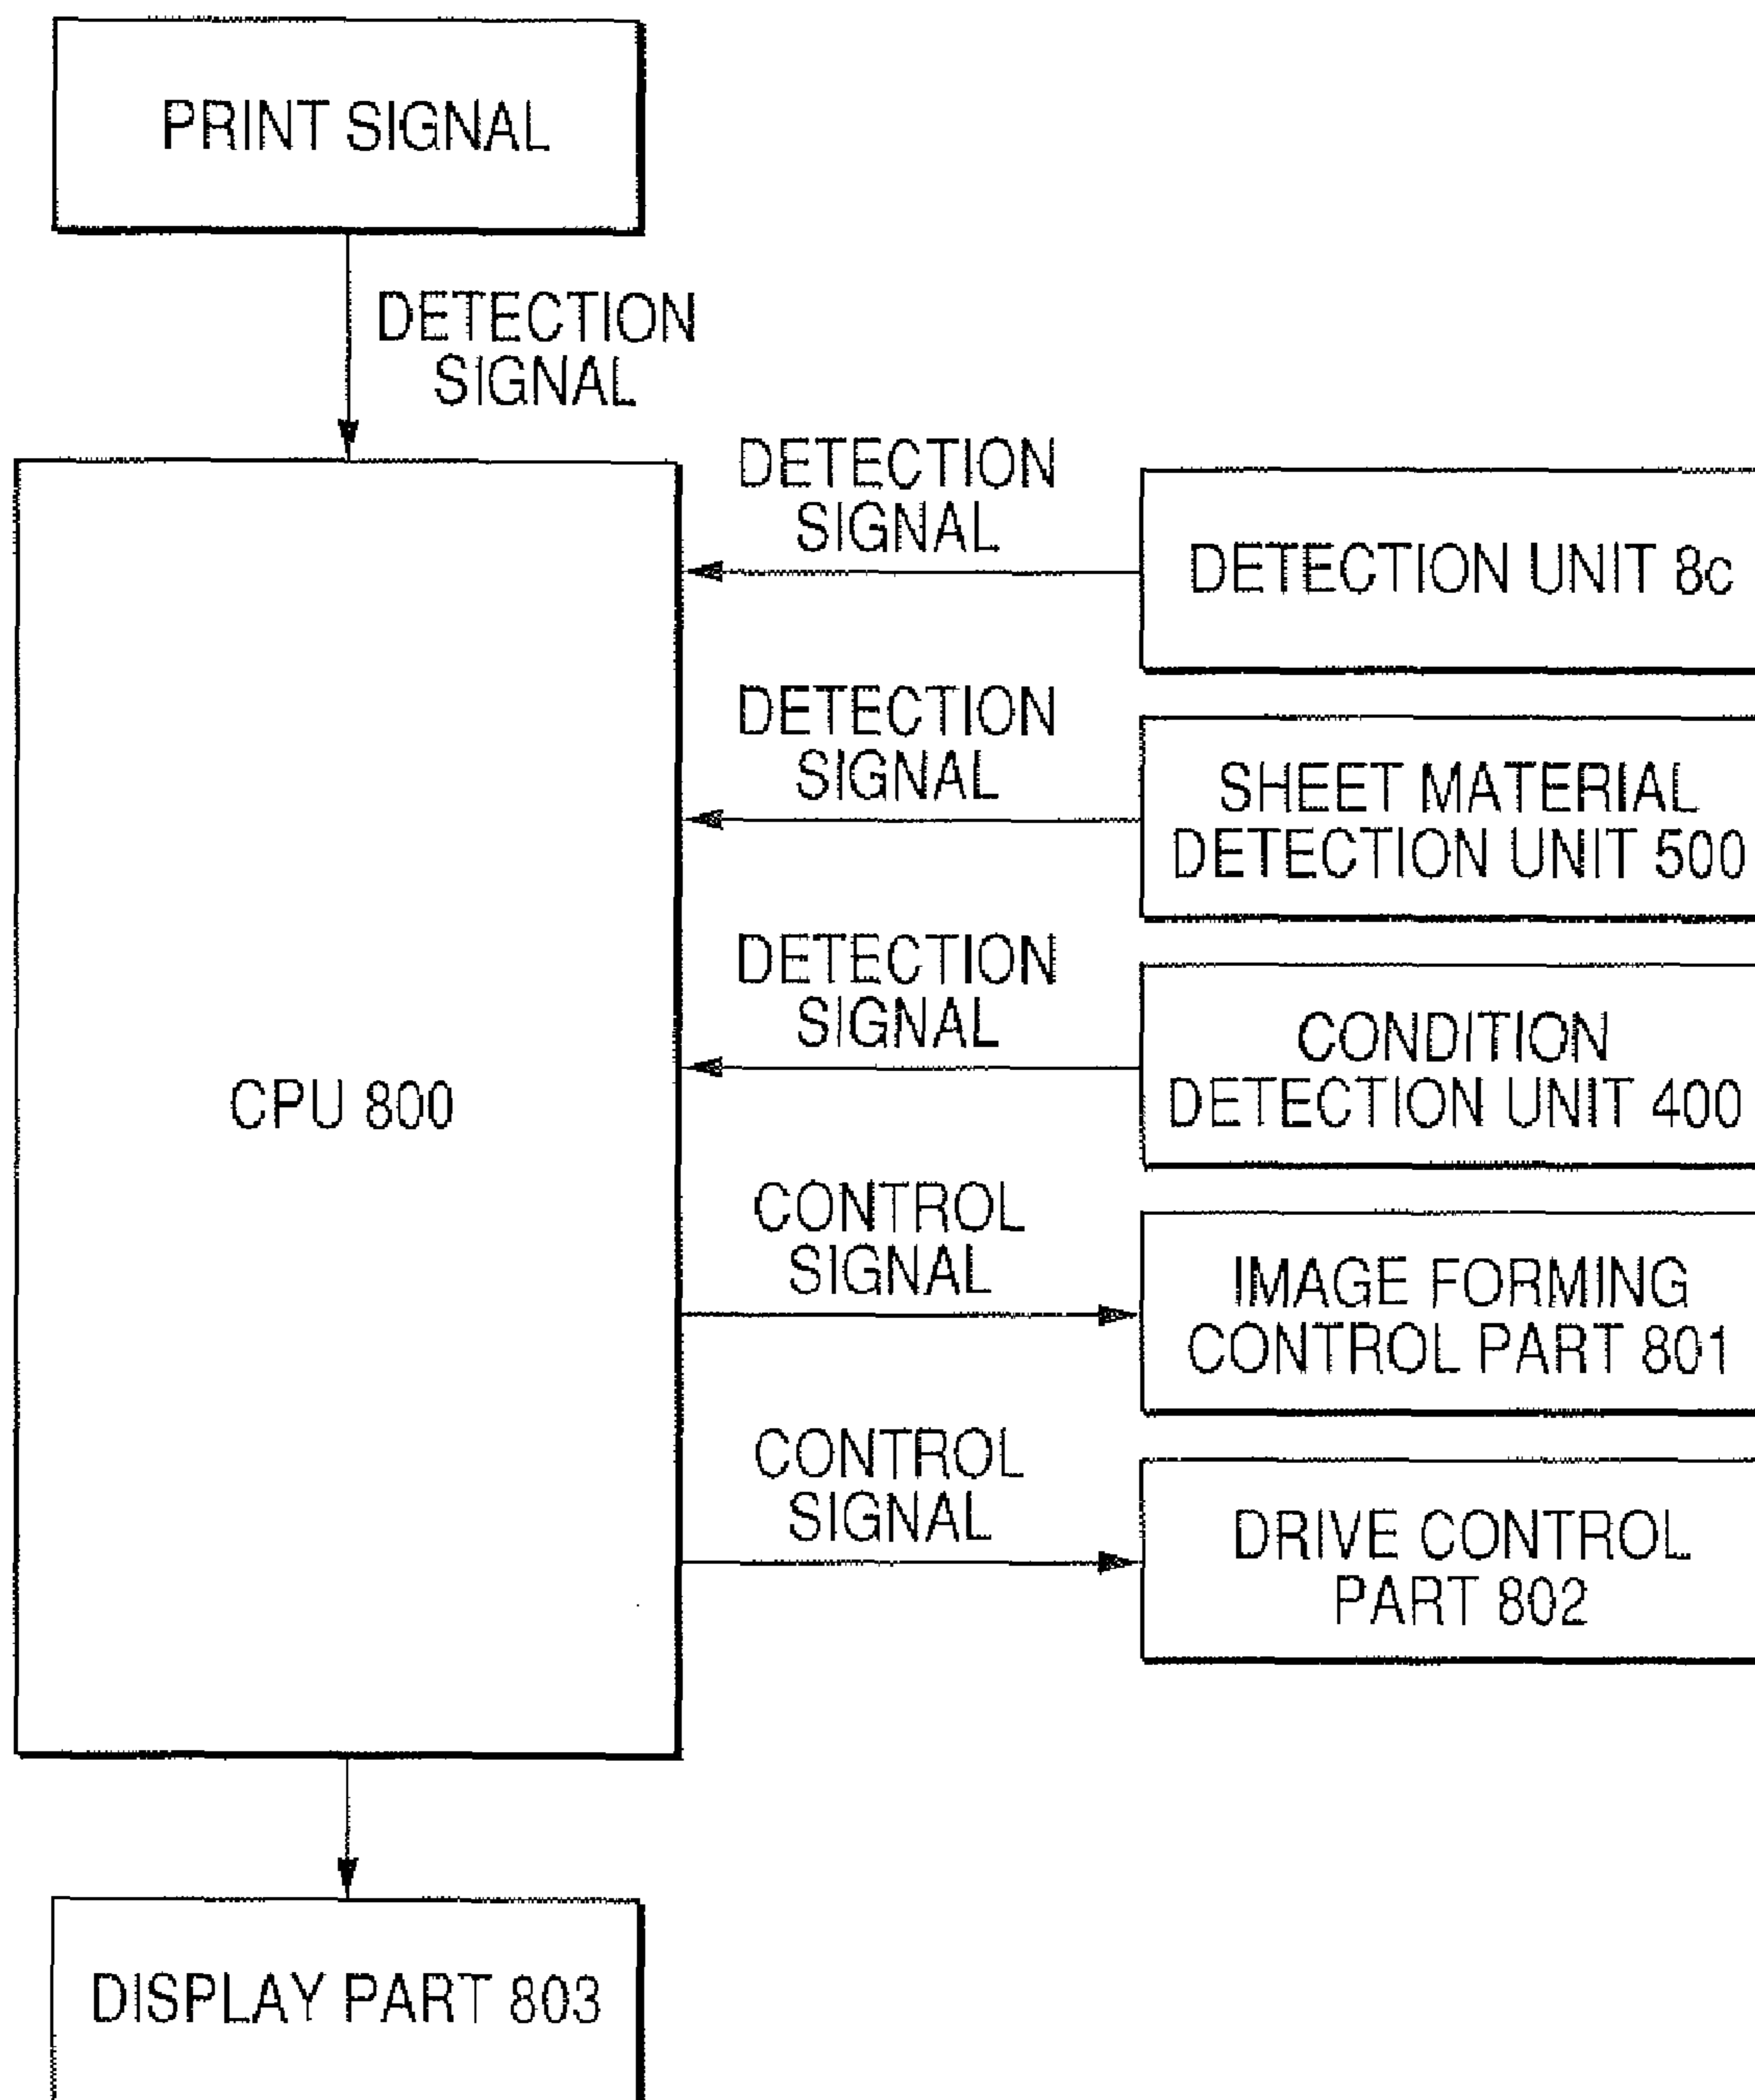 PRINT SIGNAL
DETECTION
SIGNAL
DETECTION
SIGNAL
DETECTION UNIT 8c
DETECTION
SIGNAL
SHEET MATERIAL
DETECTION UNIT 500
DETECTION
SIGNAL
CONDITION
DETECTION UNIT 400
CPU 800
CONTROL
SIGNAL
IMAGE FORMING
CONTROL PART 801
CONTROL
SIGNAL
DRIVE CONTROL
PART 802
DISPLAY PART 803